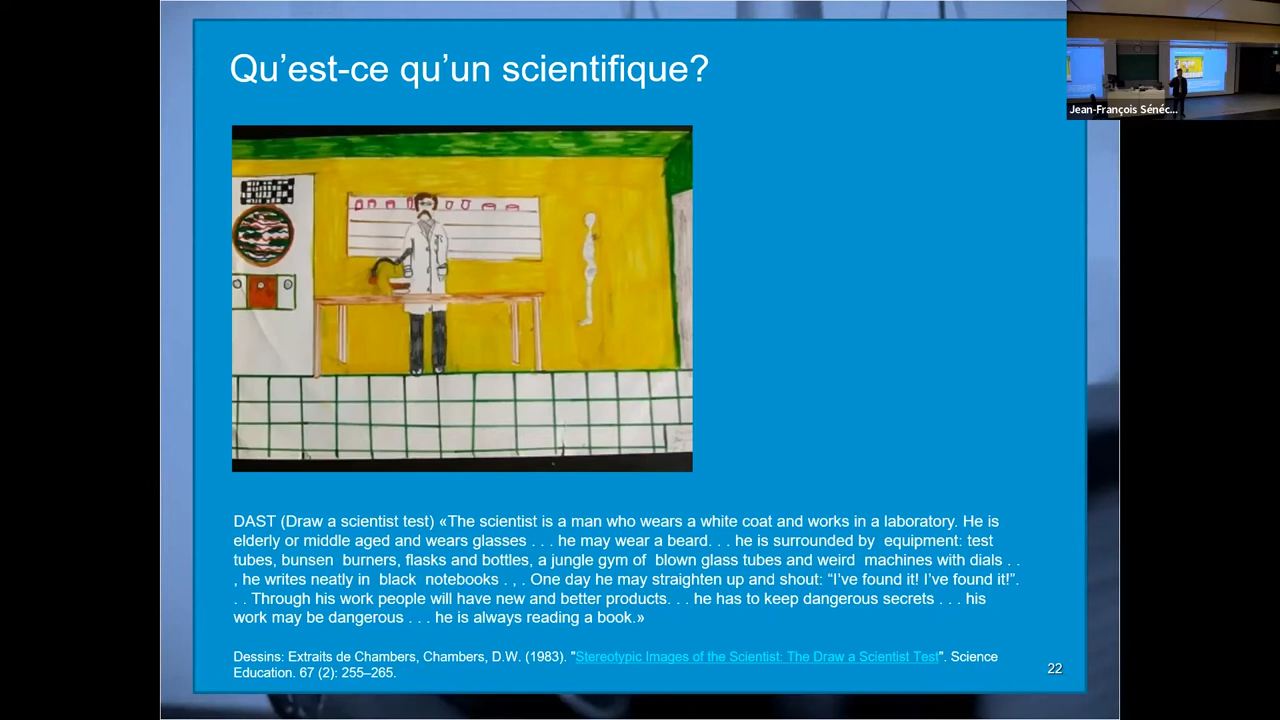 Qu’est-ce qu’un scientifique?
Jean-François Sénéc...
DAST (Draw a scientist test) «The scientist is a man who wears a white coat and works in a laboratory. He is
elderly or middle aged and wears glasses . . . he may wear a beard. . . he is surrounded by equipment: test
tubes, bunsen burners, flasks and bottles, a jungle gym of blown glass tubes and weird machines with dials . .
, he writes neatly in black notebooks . , . One day he may straighten up and shout: “I’ve found it! I’ve found it!”.
. . Through his work people will have new and better products. . . he has to keep dangerous secrets . . . his
work may be dangerous . . . he is always reading a book.»
Dessins: Extraits de Chambers, Chambers, D.W. (1983). "Stereotypic Images of the Scientist: The Draw a Scientist Test". Science
Education. 67 (2): 255–265.
22